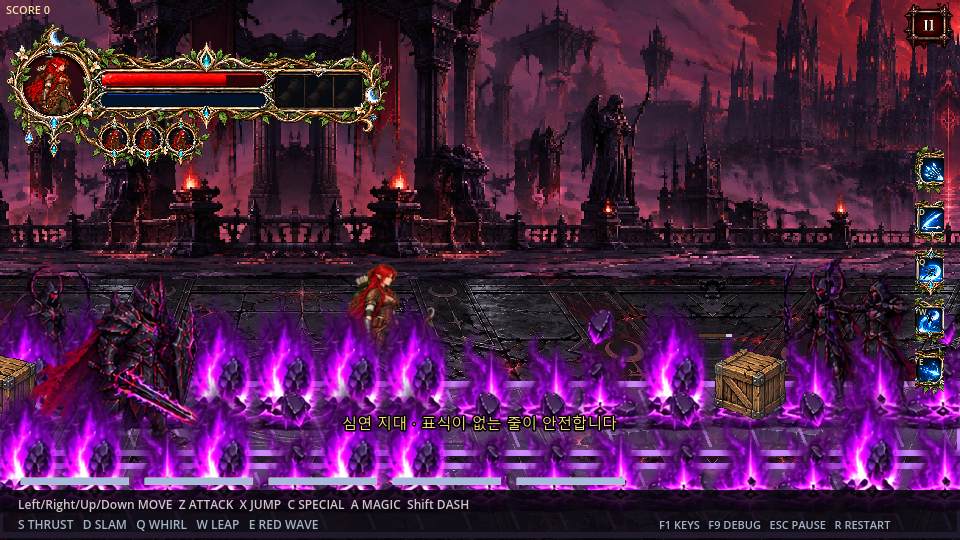 SCORE 0
심연 지대 · 표식이 없는 줄이 안전합니다
Left/Right/Up/Down MOVE Z ATTACK X JUMP C SPECIAL A MAGIC Shift DASH
S THRUST D SLAM Q WHIRL W LEAP E RED WAVE
F1 KEYS F9 DEBUG ESC PAUSE R RESTART